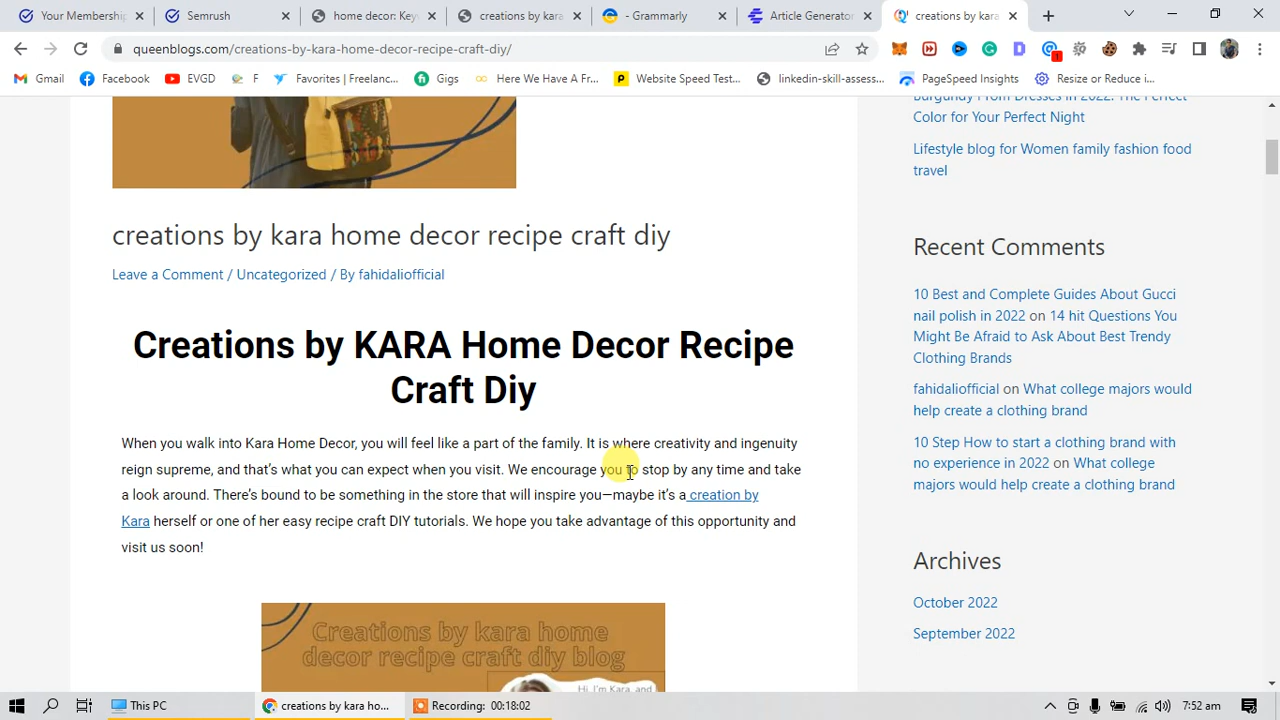 Your Membership
Semrush
home decor: Key
creations by kara
- Grammarly
Article Generator
creations by kara
queenblogs.com/creations-by-kara-home-decor-recipe-craft-diy/
1
Gmail
Facebook
EVGD
F
Favorites | Freelanc...
Gigs
Here We Have A Fr...
Website Speed Test...
linkedin-skill-assess...
PageSpeed Insights
Resize or Reduce i...
creations by kara home decor recipe craft diy
Leave a Comment / Uncategorized / By fahidaliofficial
Creations by KARA Home Decor Recipe
Craft Diy
When you walk into Kara Home Decor, you will feel like a part of the family. It is where creativity and ingenuity
reign supreme, and that's what you can expect when you visit. We encourage you to stop by any time and take
a look around. There's bound to be something in the store that will inspire you—maybe it's a creation by
Kara herself or one of her easy recipe craft DIY tutorials. We hope you take advantage of this opportunity and
visit us soon!
Creations by kara home
decor recipe craft diy blog
Hi, I'm Kara, and
Burgundy Prom Dresses in 2022: The Perfect
Color for Your Perfect Night
Lifestyle blog for Women family fashion food
travel
Recent Comments
10 Best and Complete Guides About Gucci
nail polish in 2022 on 14 hit Questions You
Might Be Afraid to Ask About Best Trendy
Clothing Brands
fahidaliofficial on What college majors would
help create a clothing brand
10 Step How to start a clothing brand with
no experience in 2022 on What college
majors would help create a clothing brand
Archives
October 2022
September 2022
This PC
creations by kara ho...
Recording: 00:18:02
7:52 am